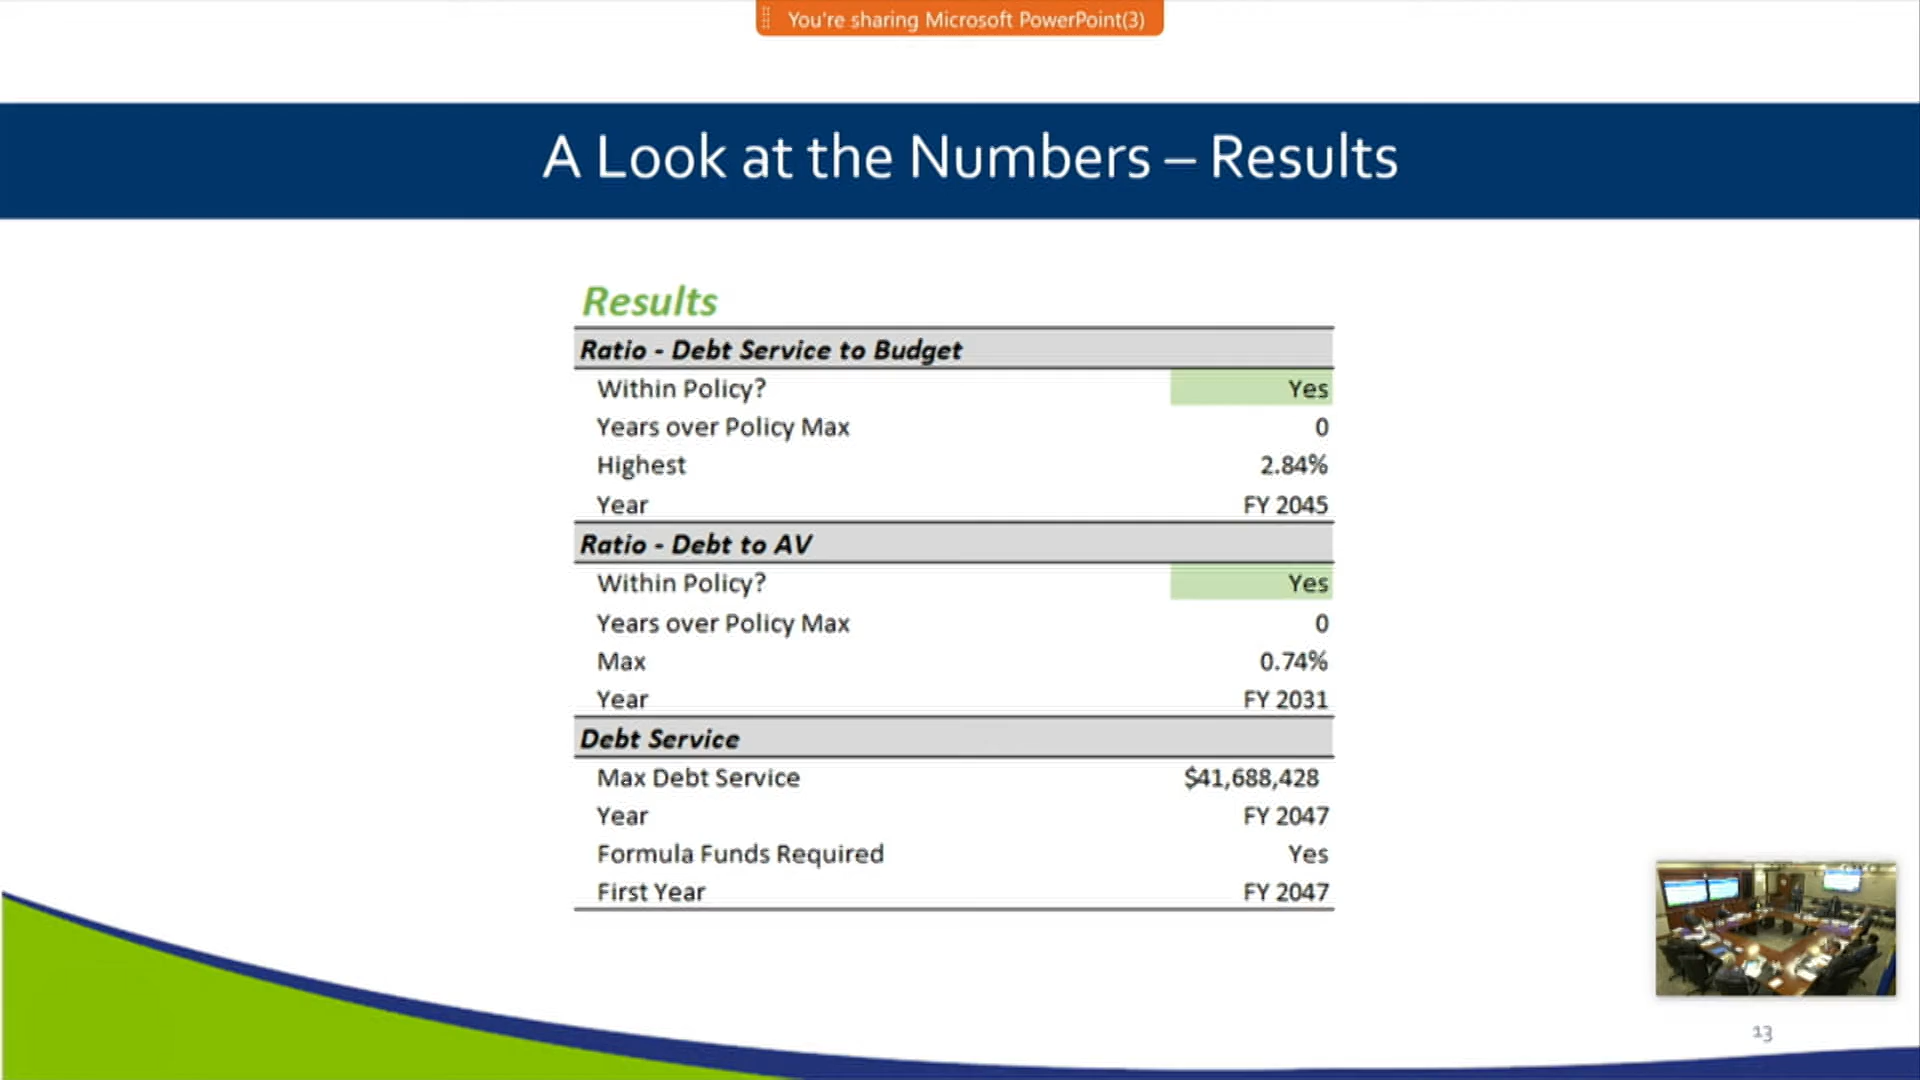 You're sharing Microsoft PowerPoint(3)
A Look at the Numbers – Results
Results
Ratio - Debt Service to Budget
Within Policy? Yes
Years over Policy Max 0
Highest 2.84%
Year FY 2045
Ratio - Debt to AV
Within Policy? Yes
Years over Policy Max 0
Max 0.74%
Year FY 2031
Debt Service
Max Debt Service $41,688,428
Year FY 2047
Formula Funds Required Yes
First Year FY 2047
13